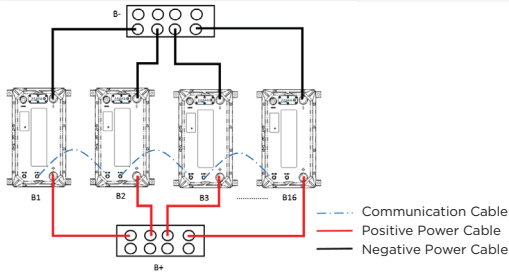 B-
B1
B2
B3
B16
B+
Communication Cable
Positive Power Cable
Negative Power Cable